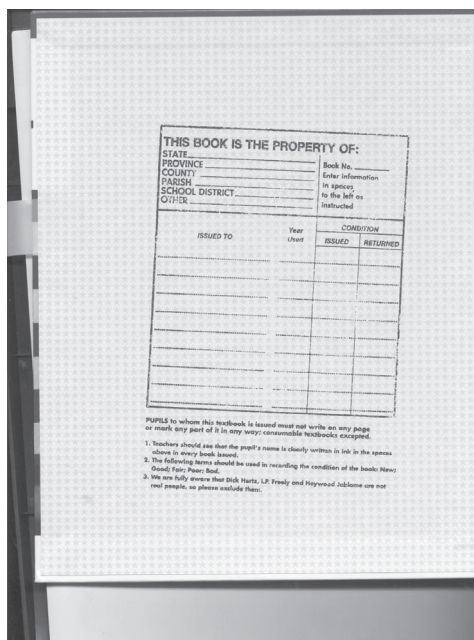 THIS BOOK IS THE PROPERTY OF:
STATE
PROVINCE
COUNTY
PARISH
SCHOOL DISTRICT
OTHER
Book No.
Enter information
in spaces
to the left as
instructed
ISSUED TO
Year Used
CONDITION
ISSUED
RETURNED
PUPILS to whom this textbook is issued must not write on any page
or mark any part of it in any way; consumable textbooks excepted.
1. Teachers should see that the pupil's name is clearly written in ink in the spaces
above in every book issued.
2. The following terms should be used in recording the condition of the book: New;
Good; Fair; Poor; Bad.
3. We are fully aware that Dick Hertz, I.P. Freely and Heywood Jablome are not
real people, so please exclude them.